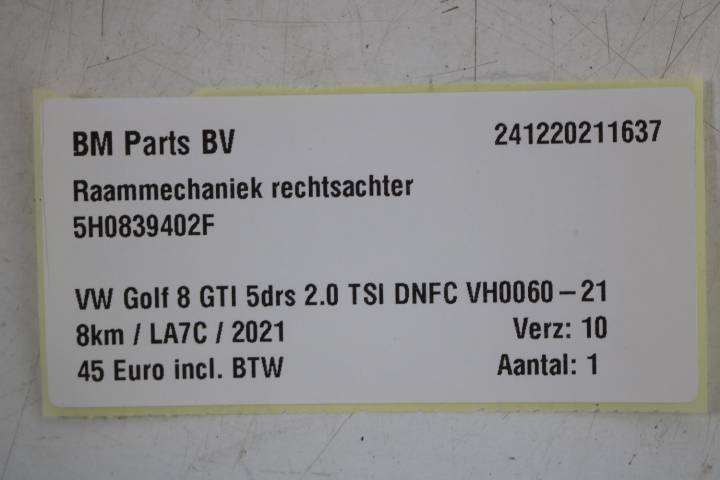 BM Parts BV 241220211637
Raammechaniek rechtsachter
5H0839402F
VW Golf 8 GTI 5drs 2.0 TSI DNFC VH0060-21
8km / LA7C / 2021 Verz: 10
45 Euro incl. BTW Aantal: 1